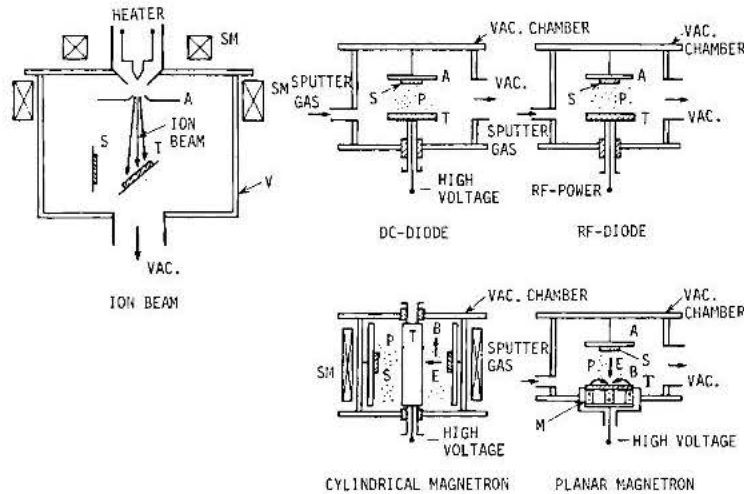 HEATER
SM
SM
A
ION
BEAM
S
T
V
VAC.
ION BEAM
VAC. CHAMBER
A
SPUTTER
GAS
S
P
VAC.
T
HIGH
VOLTAGE
DC-DIODE
VAC.
CHAMBER
A
S
P.
SPUTTER
GAS
T
VAC.
RF-POWER
RF-DIODE
VAC. CHAMBER
SM
P
S
T
B
E
HIGH
VOLTAGE
CYLINDRICAL MAGNETRON
VAC.
CHAMBER
A
SPUTTER
GAS
S
P
E
B
T
VAC.
M
HIGH VOLTAGE
PLANAR MAGNETRON